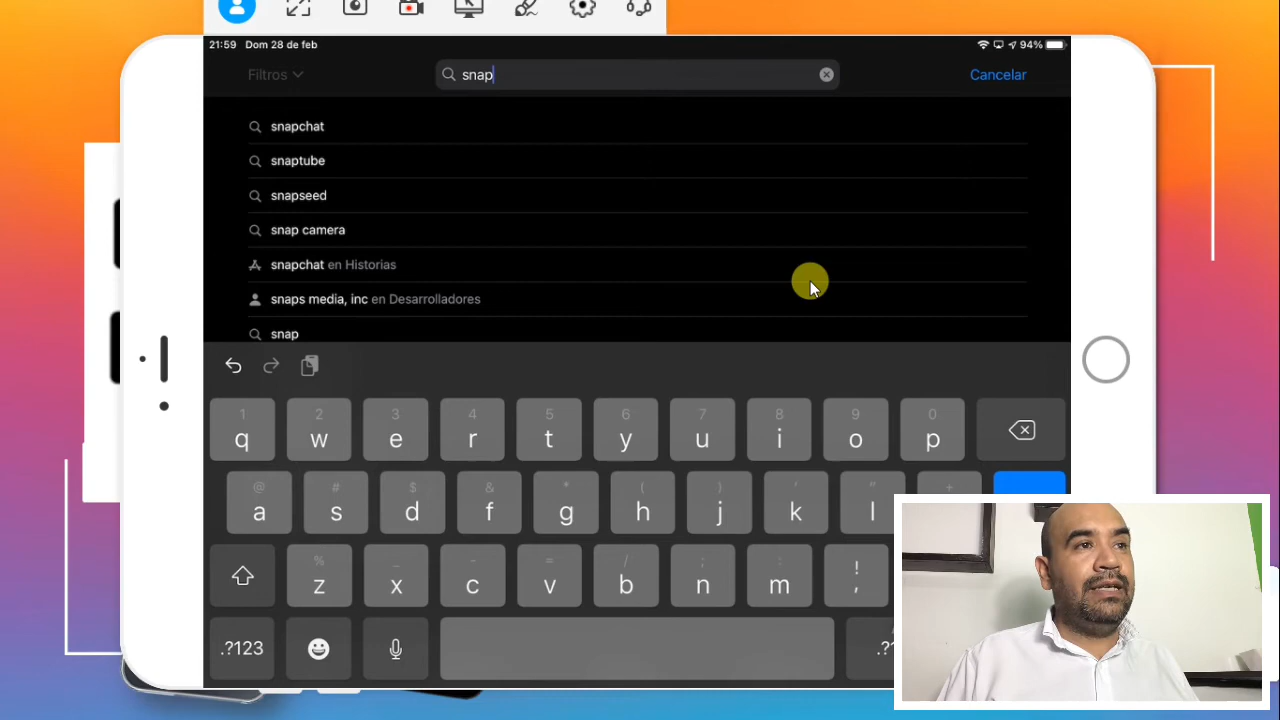 21:59 Dom 28 de feb
94%
Filtros
snap
Cancelar
snapchat
snaptube
snapseed
snap camera
snapchat en Historias
snaps media, inc en Desarrolladores
snap
1 2 3 4 5 6 7 8 9 0
q w e r t y u i o p
@ # $ & * ( ) ' " +
a s d f g h j k l
% _ - = / ; : !
z x c v b n m ,
.?123
.?1